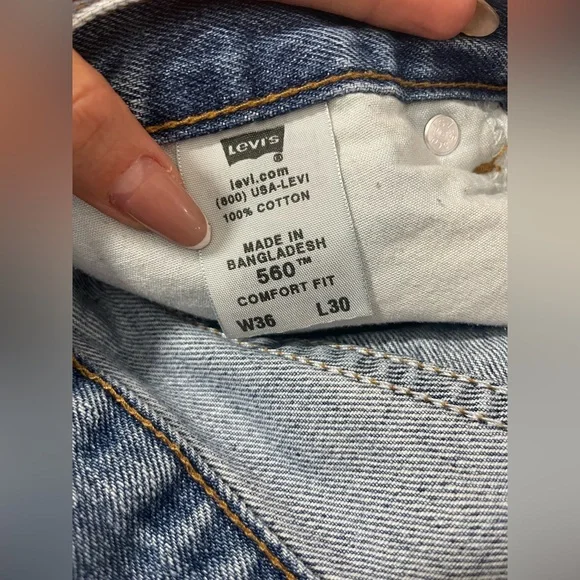 Levi's
®
levi.com
(800) USA-LEVI
100% COTTON
MADE IN
BANGLADESH
560™
COMFORT FIT
W36 L30